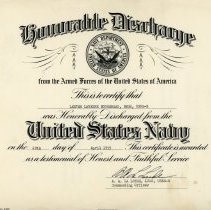 Honorable Discharge
from the Armed Forces of the United States of America
This is to certify that
was Honorably Discharged from the
United States Navy
on the day of April This certificate is awarded
as a testimonial of Honest and Faithful Service
Commanding Officer